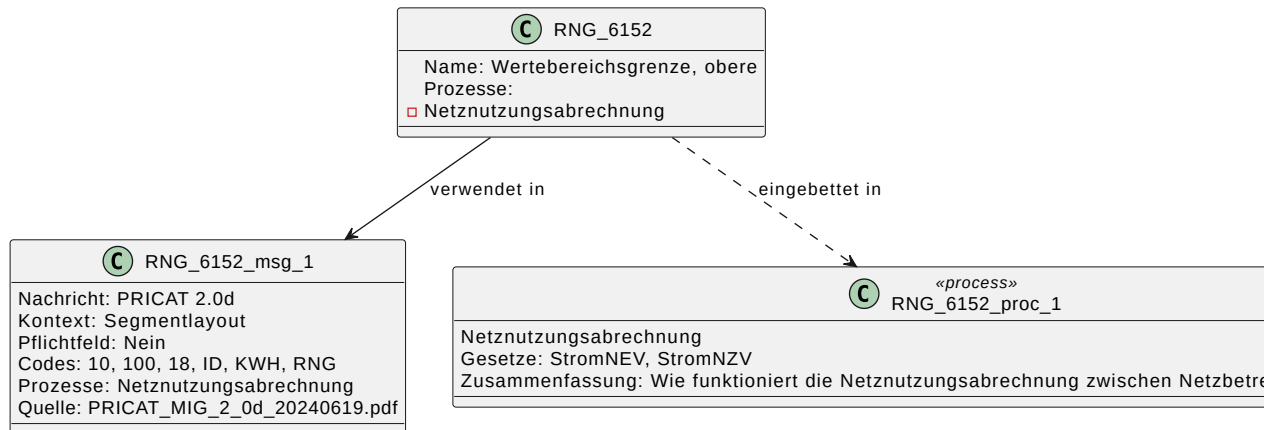 C RNG_6152
Name: Wertebereichsgrenze, obere
Prozesse:
Netznutzungsabrechnung
verwendet in
eingebettet in
C RNG_6152_msg_1
Nachricht: PRICAT 2.0d
Kontext: Segmentlayout
Pflichtfeld: Nein
Codes: 10, 100, 18, ID, KWH, RNG
Prozesse: Netznutzungsabrechnung
Quelle: PRICAT_MIG_2_0d_20240619.pdf
«process»
C RNG_6152_proc_1
Netznutzungsabrechnung
Gesetze: StromNEV, StromNZV
Zusammenfassung: Wie funktioniert die Netznutzungsabrechnung zwischen Netzbetre